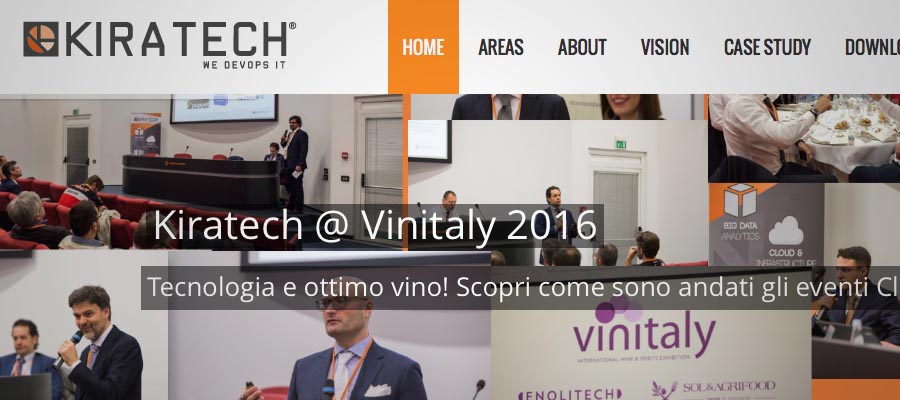 KIRATECH®
WE DEVOPS IT
HOME AREAS ABOUT VISION CASE STUDY DOWNLO
Kiratech @ Vinitaly 2016
BIG DATA
ANALYTICS
CLOUD &
INFRASTRUCTURE
Tecnologia e ottimo vino! Scopri come sono andati gli eventi Cl
vinitaly
INTERNATIONAL WINE & SPIRITS EXHIBITION
ENOLITECH
SOL&AGRIFOOD